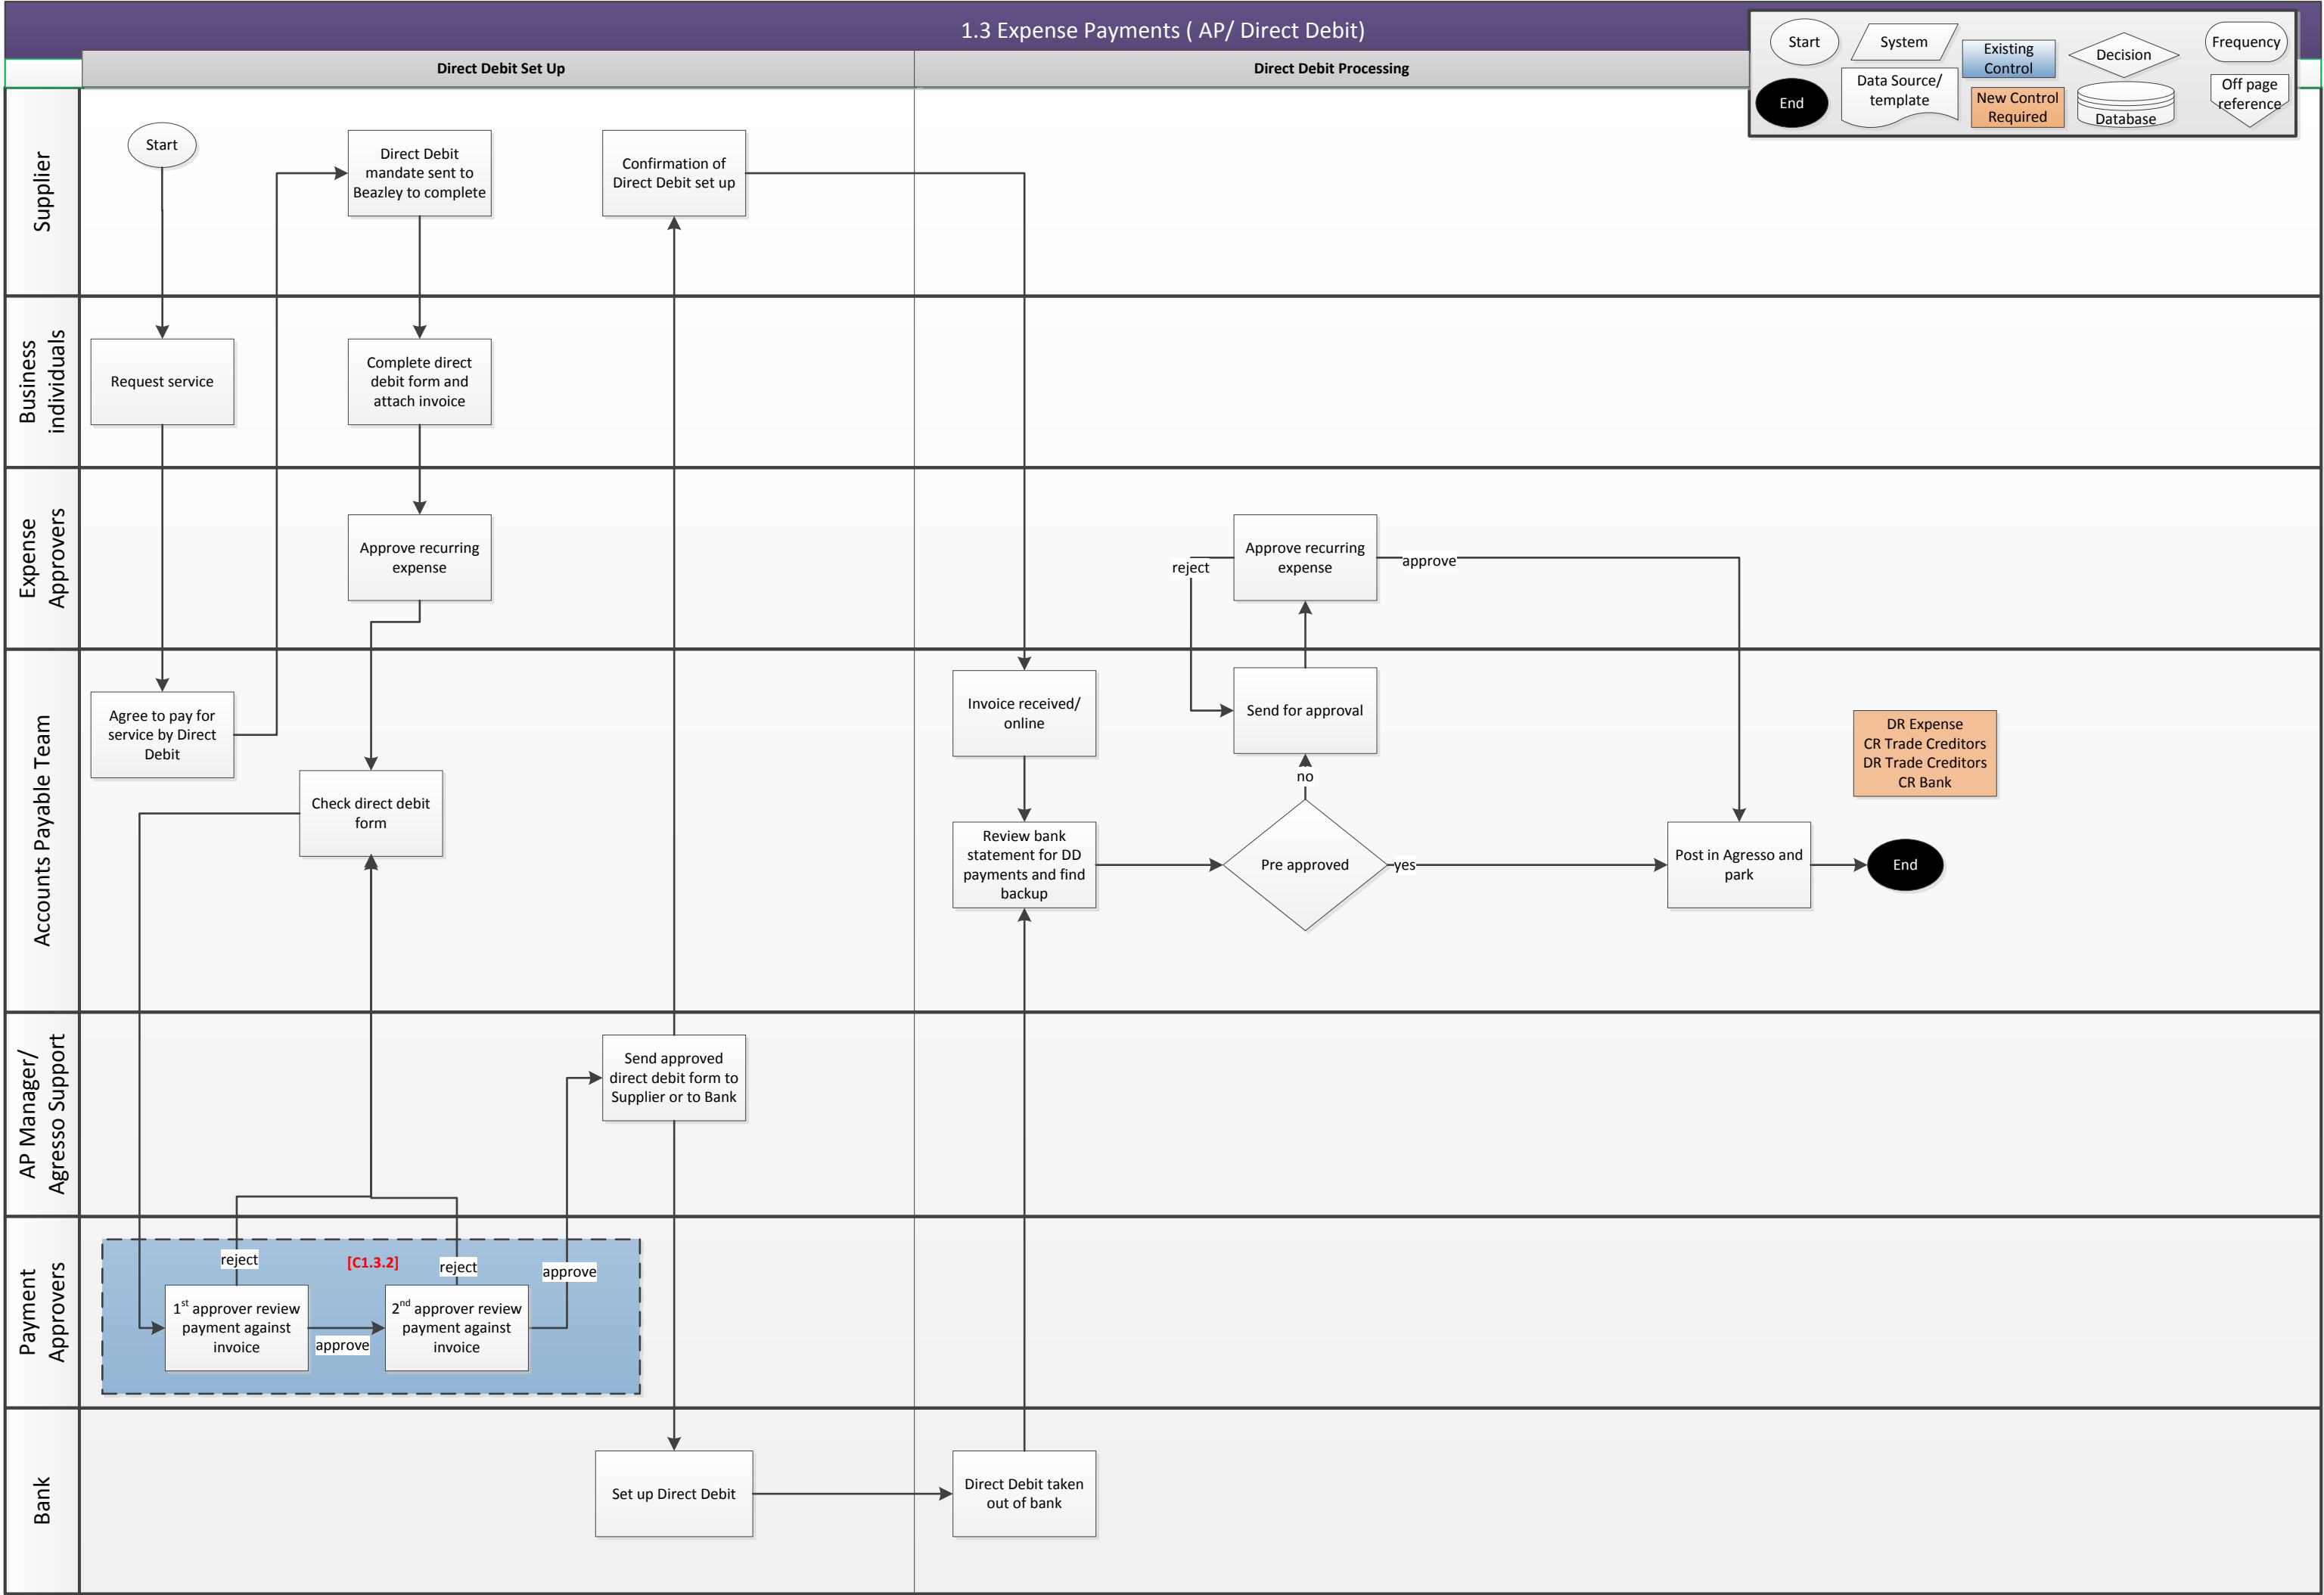 1.3 Expense Payments ( AP/ Direct Debit)
Start
System
Existing
Control
Decision
Frequency
End
Data Source/
template
New Control
Required
Database
Off page
reference
Direct Debit Set Up
Direct Debit Processing
Supplier
Start
Direct Debit
mandate sent to
Beazley to complete
Confirmation of
Direct Debit set up
Business
individuals
Request service
Complete direct
debit form and
attach invoice
Expense
Approvers
Approve recurring
expense
reject
Approve recurring
expense
approve
Accounts Payable Team
Agree to pay for
service by Direct
Debit
Check direct debit
form
Invoice received/
online
Send for approval
no
Review bank
statement for DD
payments and find
backup
Pre approved
yes
Post in Agresso and
park
DR Expense
CR Trade Creditors
DR Trade Creditors
CR Bank
End
AP Manager/
Agresso Support
Send approved
direct debit form to
Supplier or to Bank
Payment
Approvers
reject
[C1.3.2]
reject
approve
1st approver review
payment against
invoice
approve
2nd approver review
payment against
invoice
Bank
Set up Direct Debit
Direct Debit taken
out of bank